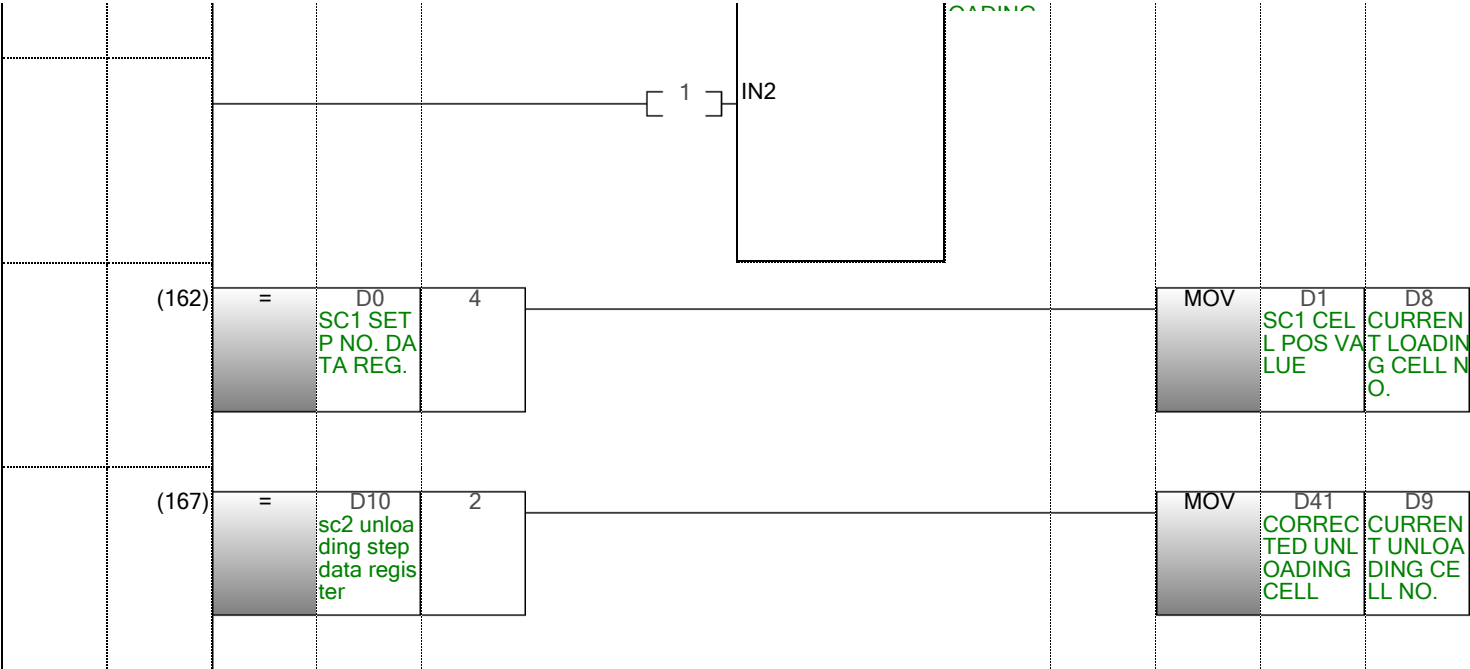 OADING
1
IN2
(162)
=
D0
SC1 SET
P NO. DA
TA REG.
4
MOV
D1
SC1 CEL
L POS VA
LUE
D8
CURREN
T LOADIN
G CELL N
O.
(167)
=
D10
sc2 unloa
ding step
data regis
ter
2
MOV
D41
CORREC
TED UNL
OADING
CELL
D9
CURREN
T UNLOA
DING CE
LL NO.